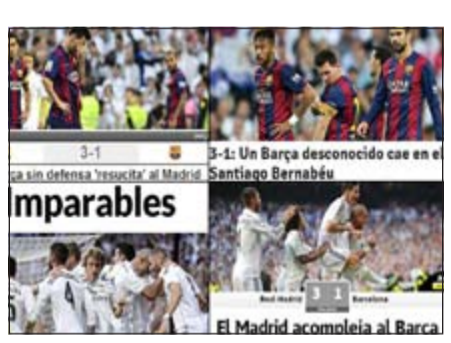 3-1
ça sin defensa 'resucita' al Madrid
3-1: Un Barça desconocido cae en el
Santiago Bernabéu
Imparables
Real Madrid 3 1 Barcelona
El Madrid acompleja al Barça